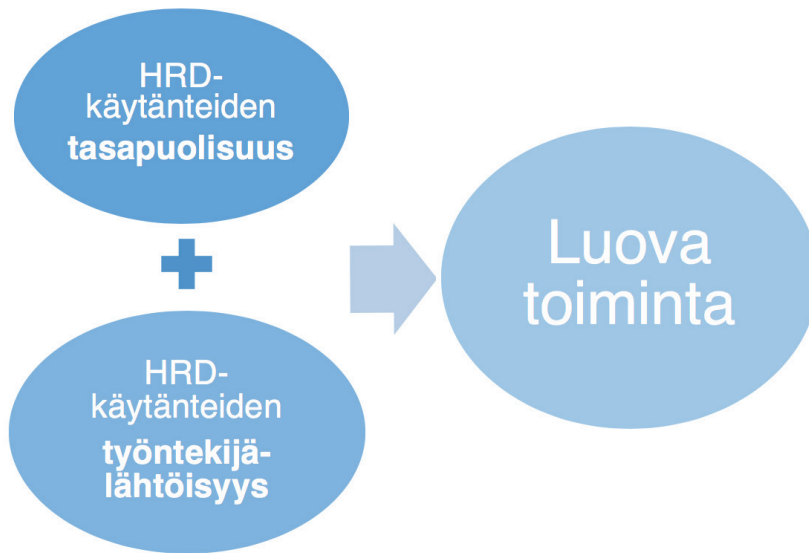 HRD-
käytänteiden
tasapuolisuus
HRD-
käytänteiden
työntekijä-
lähtöisyys
Luova
toiminta